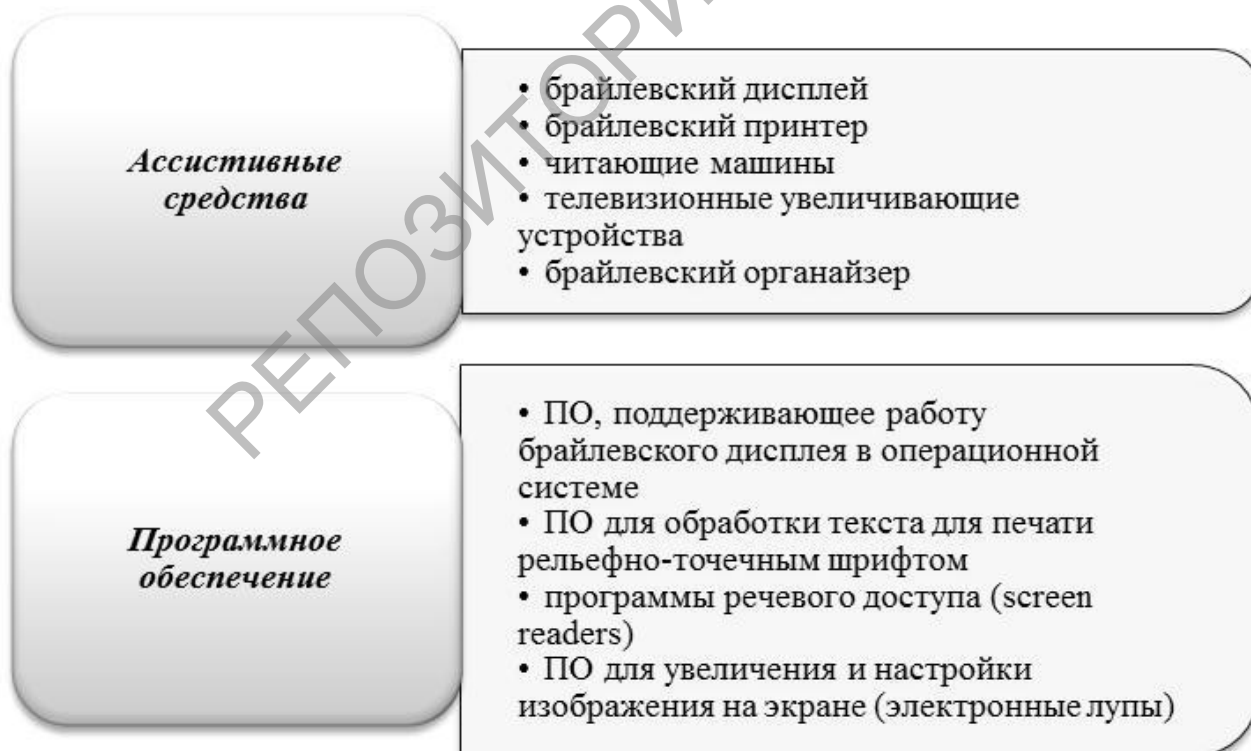 Ассистивные
средства
• брайлевский дисплей
• брайлевский принтер
• читающие машины
• телевизионные увеличивающие
устройства
• брайлевский органайзер
Программное
обеспечение
• ПО, поддерживающее работу
брайлевского дисплея в операционной
системе
• ПО для обработки текста для печати
рельефно-точечным шрифтом
• программы речевого доступа (screen
readers)
• ПО для увеличения и настройки
изображения на экране (электронные лупы)